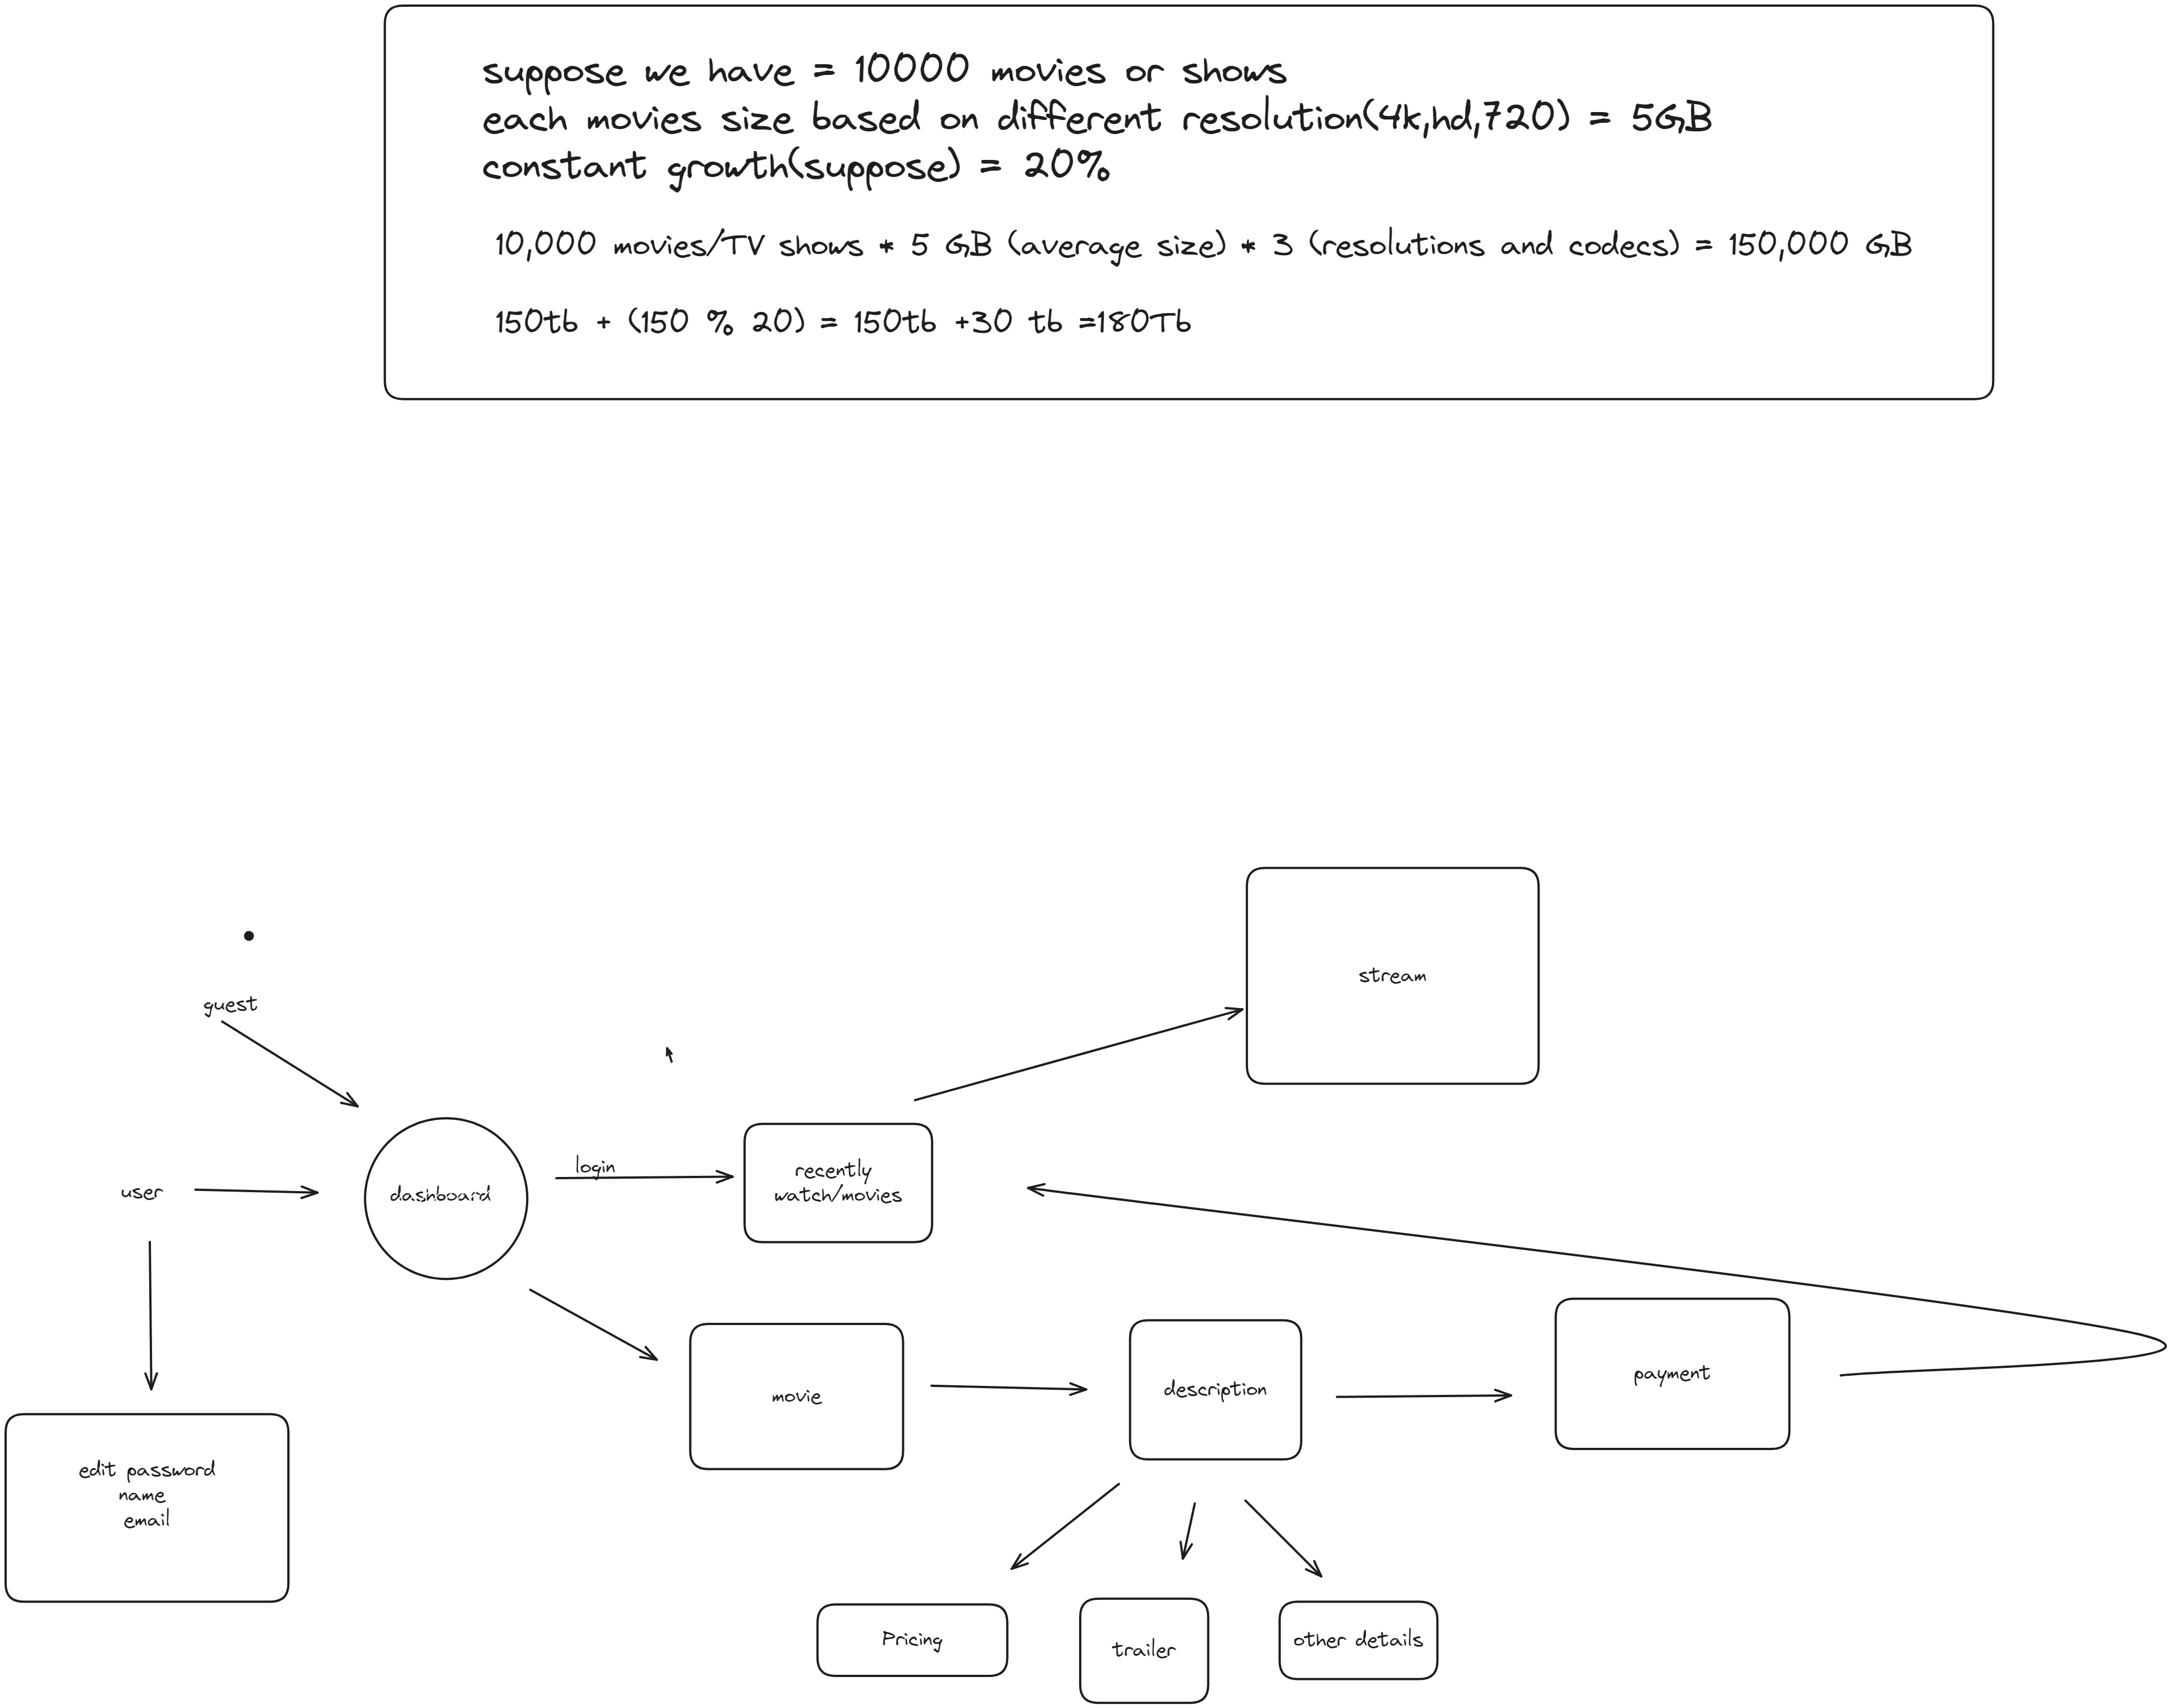 suppose we have = 10000 movies or shows
each movies size based on different resolution(4k,hd,720) = 5GB
constant growth(suppose) = 20%
10,000 movies/TV shows * 5 GB (average size) * 3 (resolutions and codecs) = 150,000 GB
150tb + (150 % 20) = 150tb +30 tb =180Tb
stream
guest
login
recently
watch/movies
user
dashboard
movie
description
payment
edit password
name
email
Pricing
trailer
other details